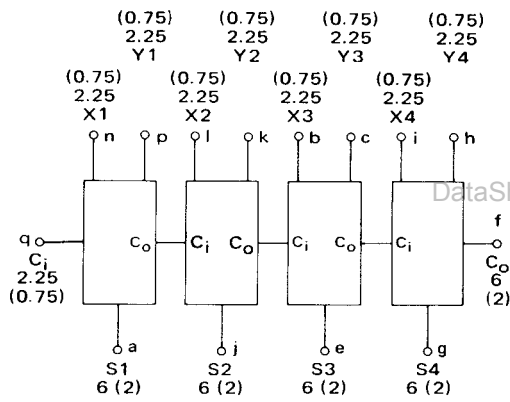 (0.75) (0.75) (0.75) (0.75)
2.25 2.25 2.25 2.25
Y1 Y2 Y3 Y4
(0.75) (0.75) (0.75) (0.75)
2.25 2.25 2.25 2.25
X1 X2 X3 X4
n p l k b c i h
DataSl
q Co Ci Co Ci Co Ci f
Ci Co
2.25 6
(0.75) (2)
a j e g
S1 S2 S3 S4
6 (2) 6 (2) 6 (2) 6 (2)